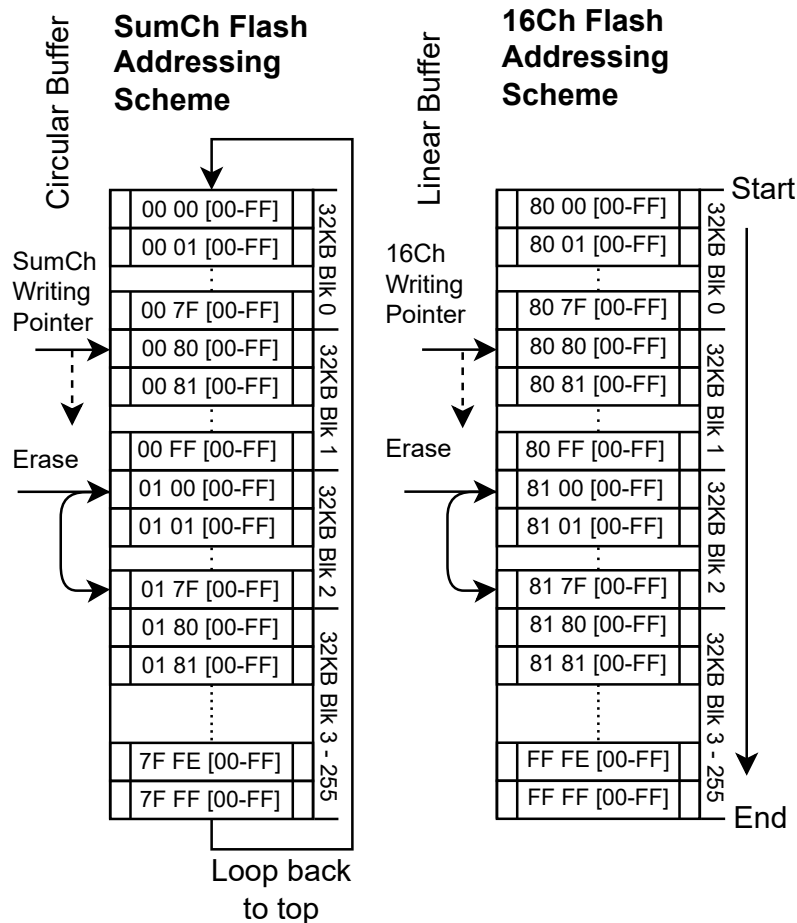 Circular Buffer
SumCh Flash
Addressing
Scheme
00 00 [00-FF]
00 01 [00-FF]
00 7F [00-FF]
32KB Blk 0
SumCh
Writing
Pointer
00 80 [00-FF]
00 81 [00-FF]
00 FF [00-FF]
32KB Blk 1
Erase
01 00 [00-FF]
01 01 [00-FF]
01 7F [00-FF]
32KB Blk 2
01 80 [00-FF]
01 81 [00-FF]
7F FE [00-FF]
7F FF [00-FF]
32KB Blk 3 - 255
Loop back
to top
Linear Buffer
16Ch Flash
Addressing
Scheme
Start
80 00 [00-FF]
80 01 [00-FF]
80 7F [00-FF]
32KB Blk 0
16Ch
Writing
Pointer
80 80 [00-FF]
80 81 [00-FF]
80 FF [00-FF]
32KB Blk 1
Erase
81 00 [00-FF]
81 01 [00-FF]
81 7F [00-FF]
32KB Blk 2
81 80 [00-FF]
81 81 [00-FF]
FF FE [00-FF]
FF FF [00-FF]
32KB Blk 3 - 255
End